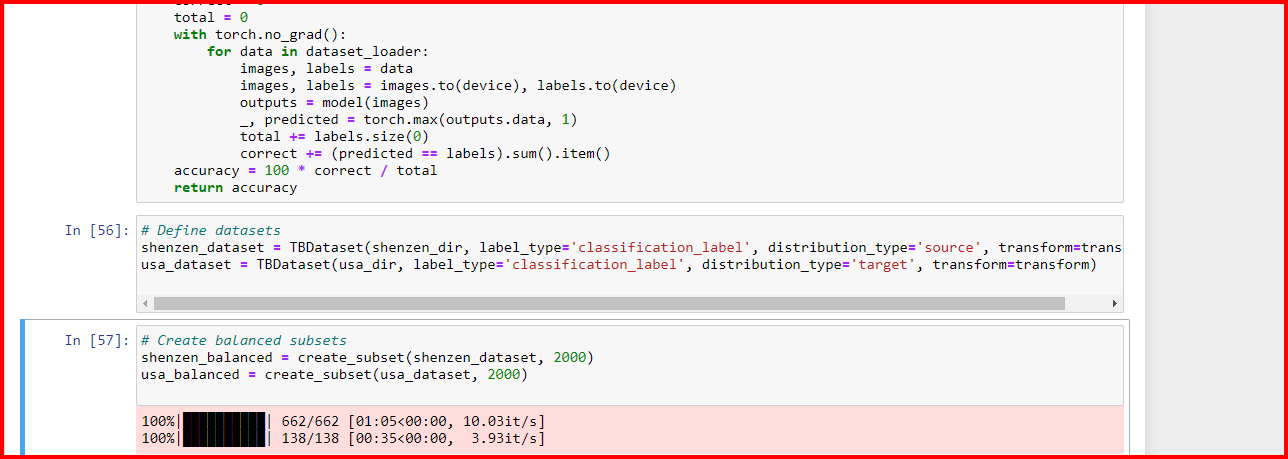 total = 0
with torch.no_grad():
for data in dataset_loader:
images, labels = data
images, labels = images.to(device), labels.to(device)
outputs = model(images)
_, predicted = torch.max(outputs.data, 1)
total += labels.size(0)
correct += (predicted == labels).sum().item()
accuracy = 100 * correct / total
return accuracy
In [56]: # Define datasets
shenzen_dataset = TBDataset(shenzen_dir, label_type='classification_label', distribution_type='source', transform=trans
usa_dataset = TBDataset(usa_dir, label_type='classification_label', distribution_type='target', transform=transform)
In [57]: # Create balanced subsets
shenzen_balanced = create_subset(shenzen_dataset, 2000)
usa_balanced = create_subset(usa_dataset, 2000)
100%|██████████| 662/662 [01:05<00:00, 10.03it/s]
100%|██████████| 138/138 [00:35<00:00,  3.93it/s]